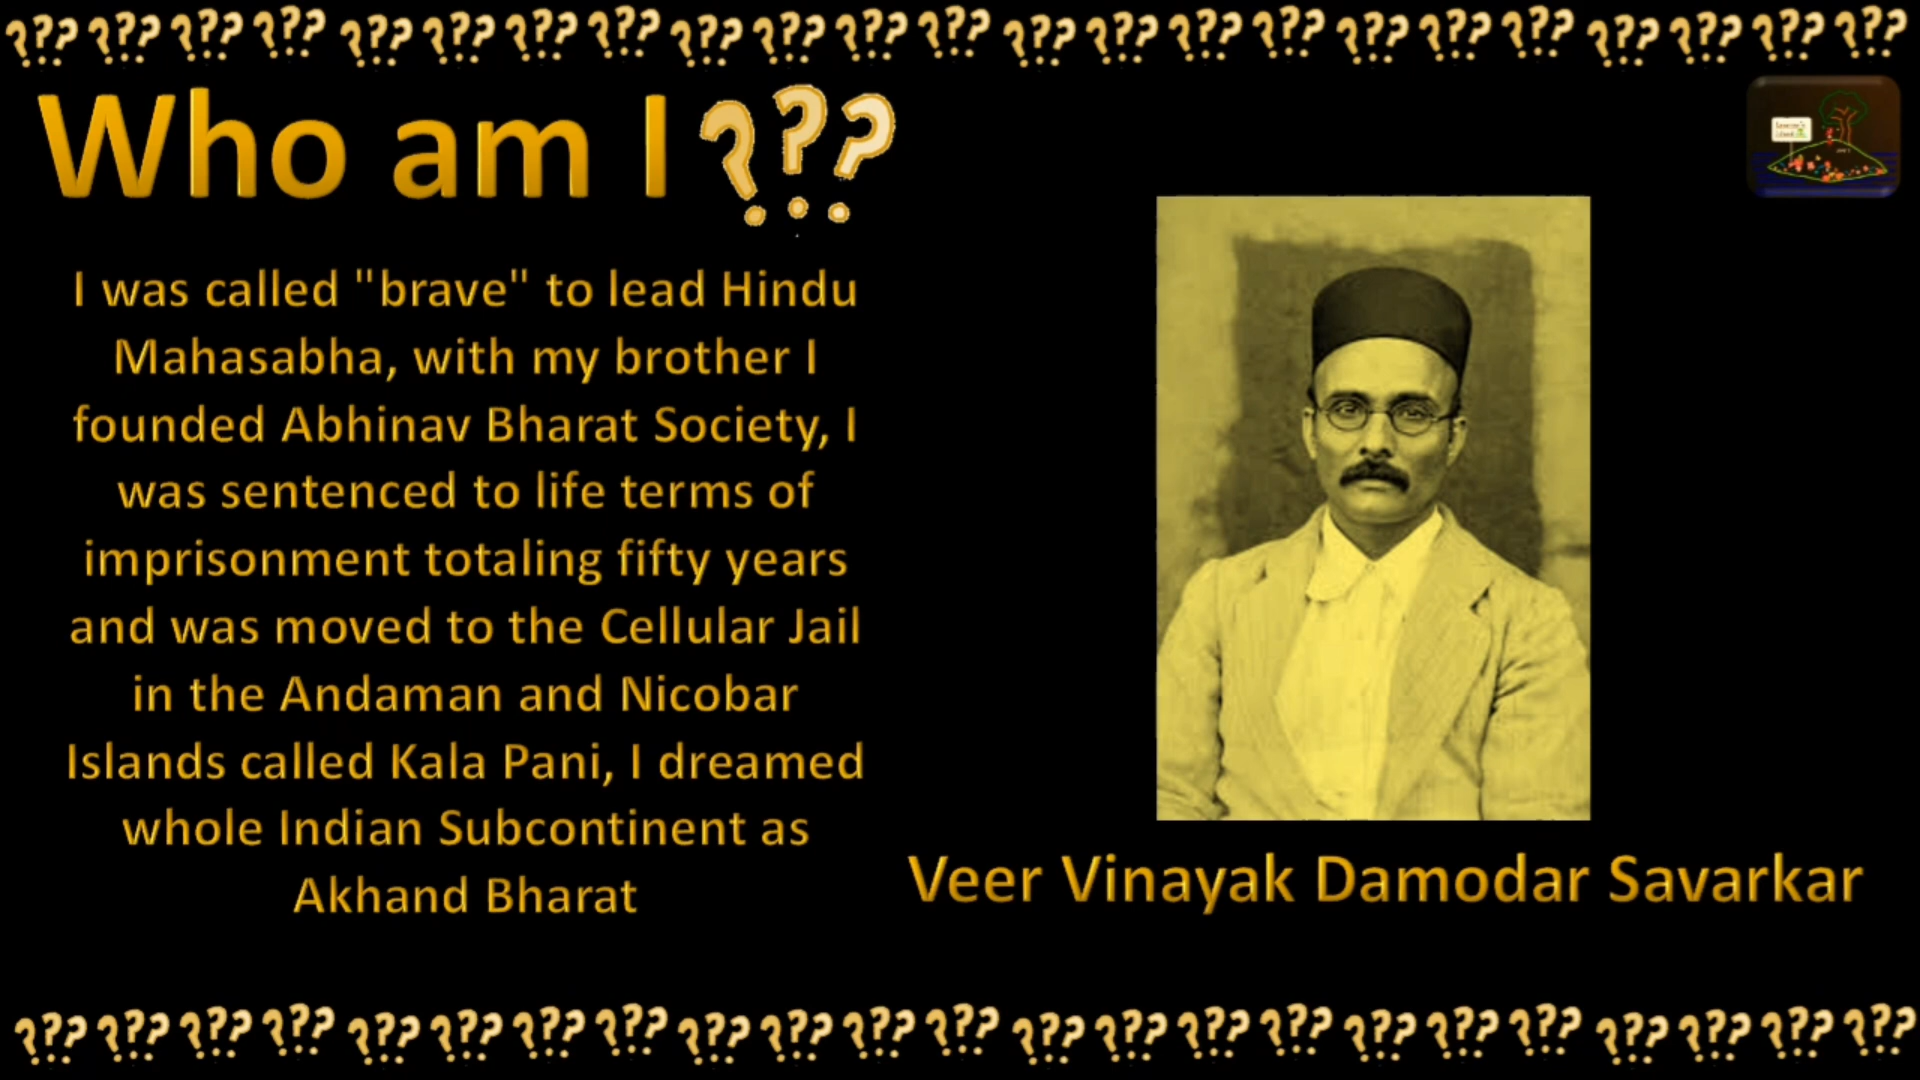 Who am I ???
I was called "brave" to lead Hindu
Mahasabha, with my brother I
founded Abhinav Bharat Society, I
was sentenced to life terms of
imprisonment totaling fifty years
and was moved to the Cellular Jail
in the Andaman and Nicobar
Islands called Kala Pani, I dreamed
whole Indian Subcontinent as
Akhand Bharat
Veer Vinayak Damodar Savarkar